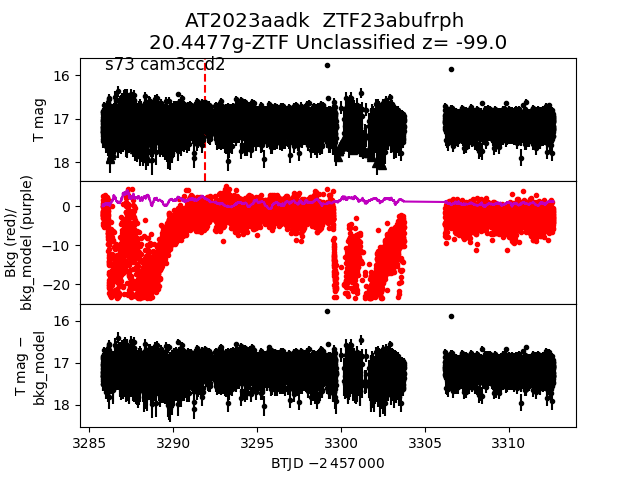 AT2023aadk  ZTF23abufrph
20.4477g-ZTF Unclassified z= -99.0
s73 cam3ccd2
16
17
18
T mag
0
−10
−20
Bkg (red)/
bkg_model (purple)
16
17
18
T mag −
bkg_model
3285
3290
3295
3300
3305
3310
BTJD −2 457 000